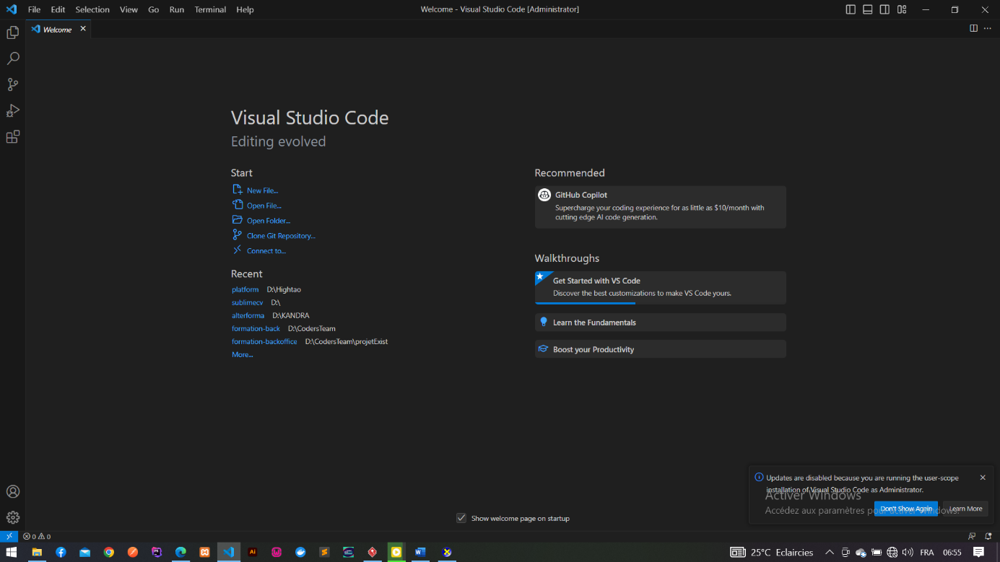 File Edit Selection View Go Run Terminal Help
Welcome - Visual Studio Code [Administrator]
Welcome
Visual Studio Code
Editing evolved
Start
New File...
Open File...
Open Folder...
Clone Git Repository...
Connect to...
Recent
platform D:\Hightao
sublimecv D:\
alterforma D:\KANDRA
formation-back D:\CodersTeam
formation-backoffice D:\CodersTeam\projetExist
More...
Recommended
GitHub Copilot
Supercharge your coding experience for as little as $10/month with
cutting edge AI code generation.
Walkthroughs
Get Started with VS Code
Discover the best customizations to make VS Code yours.
Learn the Fundamentals
Boost your Productivity
Show welcome page on startup
Updates are disabled because you are running the user-scope
installation of Visual Studio Code as Administrator.
Don't Show Again Learn More
Activer Windows
Accédez aux paramètres pour activer Windows.
0 0
Ai
25°C Eclaircies
FRA 06:55